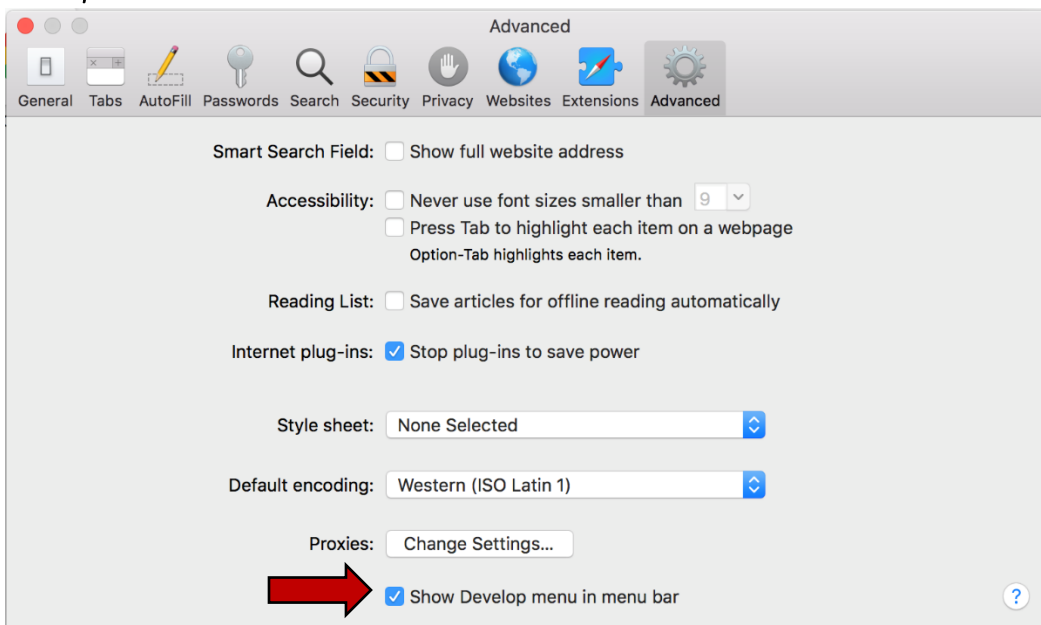 Advanced
General Tabs AutoFill Passwords Search Security Privacy Websites Extensions Advanced
Smart Search Field: Show full website address
Accessibility: Never use font sizes smaller than 9
Press Tab to highlight each item on a webpage
Option-Tab highlights each item.
Reading List: Save articles for offline reading automatically
Internet plug-ins: Stop plug-ins to save power
Style sheet: None Selected
Default encoding: Western (ISO Latin 1)
Proxies: Change Settings...
Show Develop menu in menu bar
?